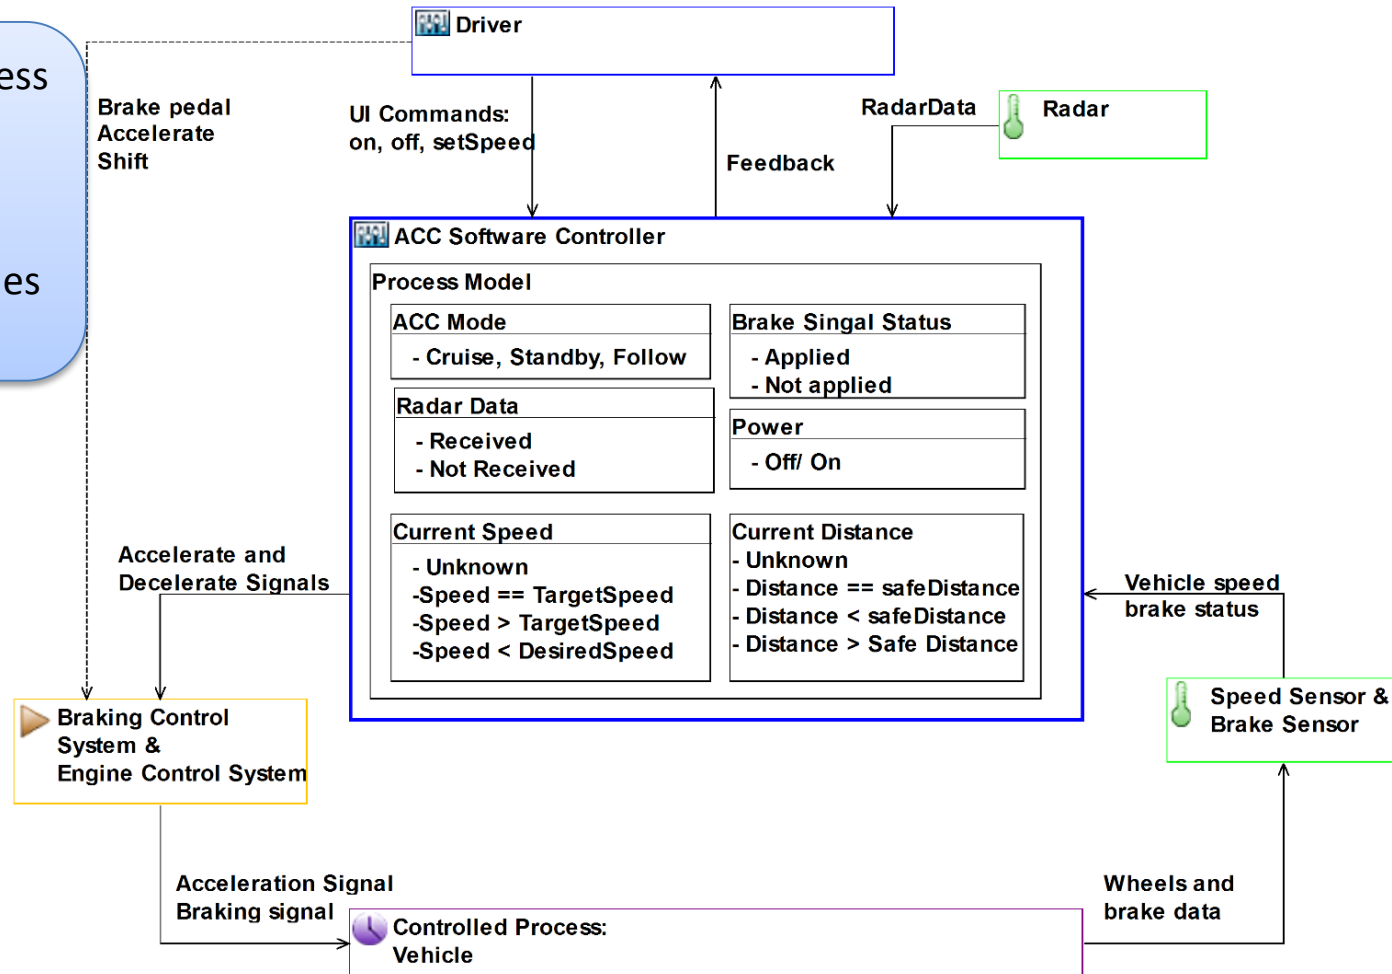 ess
es
Driver
Brake pedal
Accelerate
Shift
UI Commands:
on, off, setSpeed
Feedback
RadarData
Radar
ACC Software Controller
Process Model
ACC Mode
- Cruise, Standby, Follow
Brake Singal Status
- Applied
- Not applied
Radar Data
- Received
- Not Received
Power
- Off/ On
Current Speed
- Unknown
-Speed == TargetSpeed
-Speed > TargetSpeed
-Speed < DesiredSpeed
Current Distance
- Unknown
- Distance == safeDistance
- Distance < safeDistance
- Distance > Safe Distance
Accelerate and
Decelerate Signals
Vehicle speed
brake status
Braking Control
System &
Engine Control System
Speed Sensor &
Brake Sensor
Acceleration Signal
Braking signal
Wheels and
brake data
Controlled Process:
Vehicle